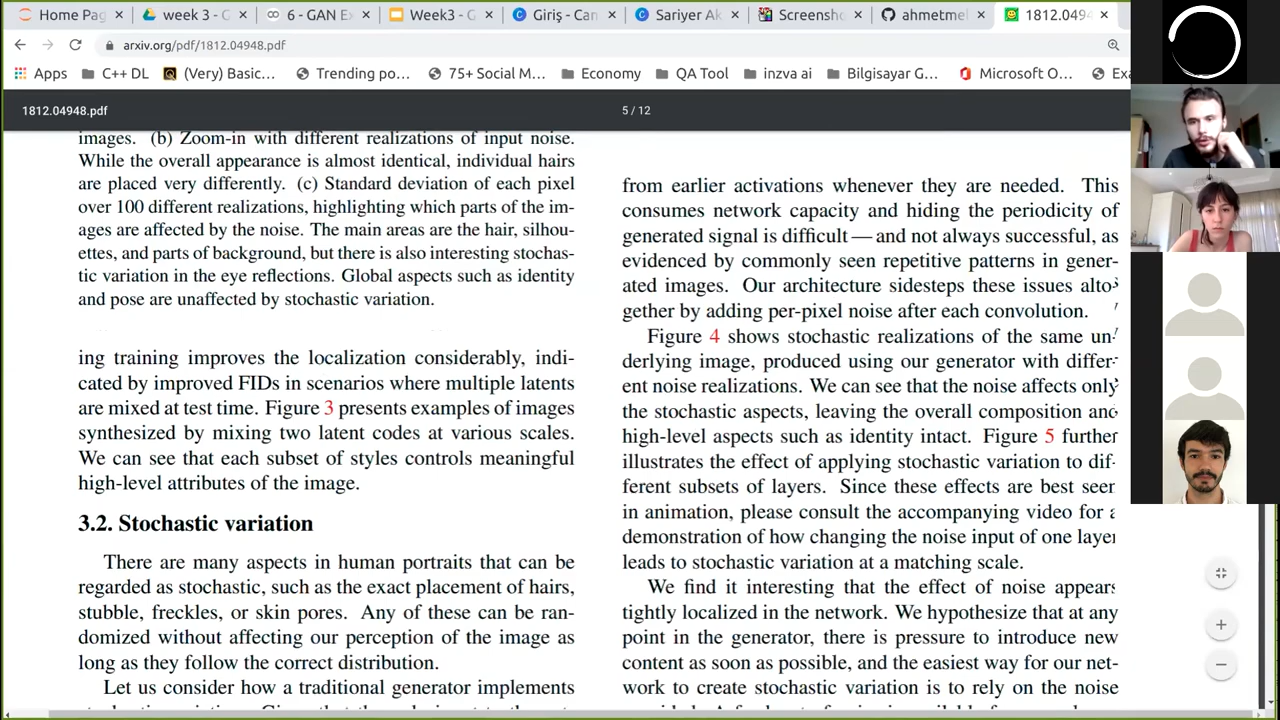 Home Pag
week 3 - G
6 - GAN Ex
Week3 - G
Giriş - Can
Sariyer Ak
Screensho
ahmetmel
1812.0494
arxiv.org/pdf/1812.04948.pdf
Apps
C++ DL
(Very) Basic...
Trending po...
75+ Social M...
Economy
QA Tool
inzva ai
Bilgisayar G...
Microsoft O...
Exa
1812.04948.pdf
5 / 12
images. (b) Zoom-in with different realizations of input noise.
While the overall appearance is almost identical, individual hairs
are placed very differently. (c) Standard deviation of each pixel
over 100 different realizations, highlighting which parts of the im-
ages are affected by the noise. The main areas are the hair, silhou-
ettes, and parts of background, but there is also interesting stochas-
tic variation in the eye reflections. Global aspects such as identity
and pose are unaffected by stochastic variation.
ing training improves the localization considerably, indi-
cated by improved FIDs in scenarios where multiple latents
are mixed at test time. Figure 3 presents examples of images
synthesized by mixing two latent codes at various scales.
We can see that each subset of styles controls meaningful
high-level attributes of the image.
3.2. Stochastic variation
There are many aspects in human portraits that can be
regarded as stochastic, such as the exact placement of hairs,
stubble, freckles, or skin pores. Any of these can be ran-
domized without affecting our perception of the image as
long as they follow the correct distribution.
Let us consider how a traditional generator implements
from earlier activations whenever they are needed. This
consumes network capacity and hiding the periodicity of
generated signal is difficult — and not always successful, as
evidenced by commonly seen repetitive patterns in gener-
ated images. Our architecture sidesteps these issues alto-
gether by adding per-pixel noise after each convolution.
Figure 4 shows stochastic realizations of the same un-
derlying image, produced using our generator with differ-
ent noise realizations. We can see that the noise affects only
the stochastic aspects, leaving the overall composition and
high-level aspects such as identity intact. Figure 5 further
illustrates the effect of applying stochastic variation to dif-
ferent subsets of layers. Since these effects are best seen
in animation, please consult the accompanying video for a
demonstration of how changing the noise input of one layer
leads to stochastic variation at a matching scale.
We find it interesting that the effect of noise appears
tightly localized in the network. We hypothesize that at any
point in the generator, there is pressure to introduce new
content as soon as possible, and the easiest way for our net-
work to create stochastic variation is to rely on the noise